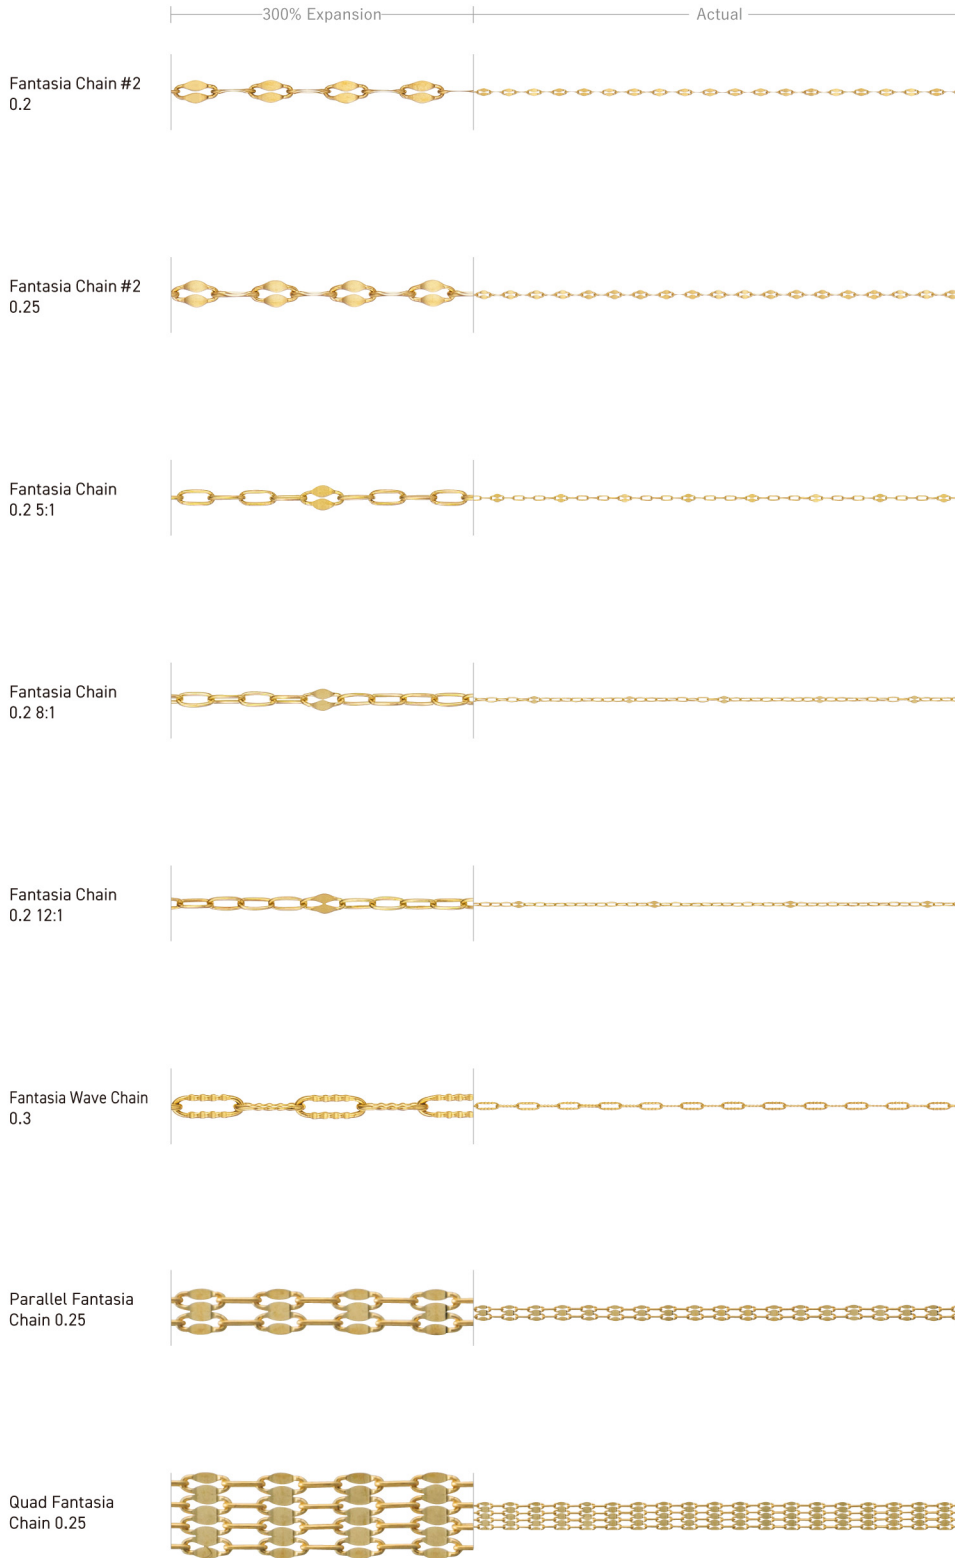 300% Expansion
Actual
Fantasia Chain #2
0.2
Fantasia Chain #2
0.25
Fantasia Chain
0.2 5:1
Fantasia Chain
0.2 8:1
Fantasia Chain
0.2 12:1
Fantasia Wave Chain
0.3
Parallel Fantasia
Chain 0.25
Quad Fantasia
Chain 0.25